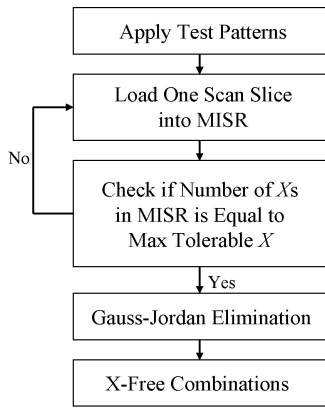 Apply Test Patterns
Load One Scan Slice
into MISR
No
Check if Number of Xs
in MISR is Equal to
Max Tolerable X
Yes
Gauss-Jordan Elimination
X-Free Combinations